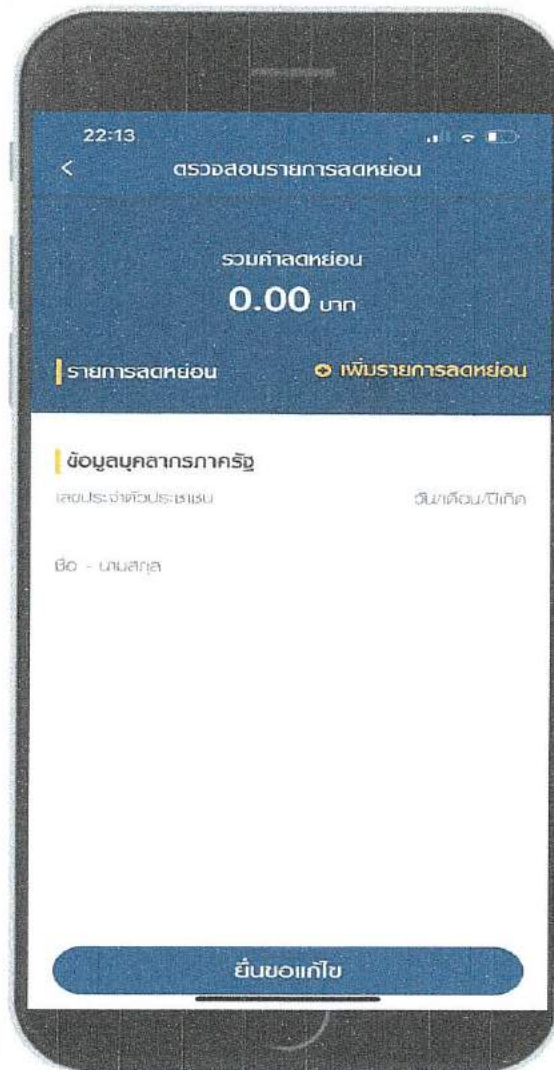 22:13
< ตรวจสอบรายการลดหย่อน
รวมค่าลดหย่อน
0.00 บาท
รายการลดหย่อน เพิ่มรายการลดหย่อน
ข้อมูลบุคลากรภาครัฐ
เลขประจำตัวประชาชน วัน/เดือน/ปีเกิด
ชื่อ - นามสกุล
ยื่นขอแก้ไข